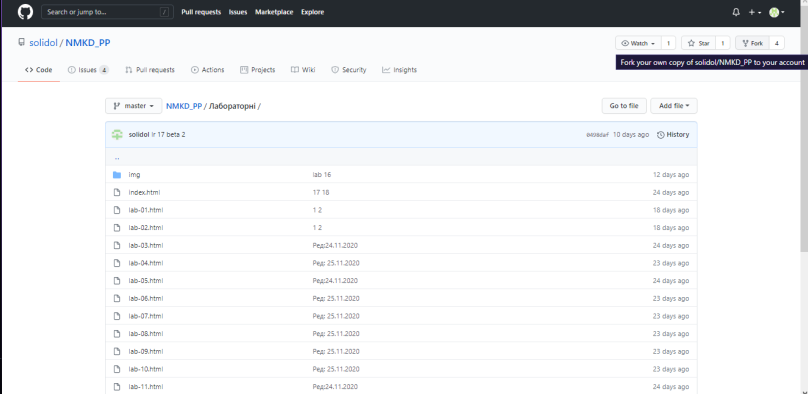 Search or jump to... / Pull requests Issues Marketplace Explore
solidol / NMKD_PP Watch 1 Star 1 Fork 4
Fork your own copy of solidol/NMKD_PP to your account
Code Issues 4 Pull requests Actions Projects Wiki Security Insights
master NMKD_PP / Лабораторні / Go to file Add file
solidol lr 17 beta 2 10 days ago History
..
img lab 16 12 days ago
index.html 17 18 24 days ago
lab-01.html 1 2 18 days ago
lab-02.html 1 2 18 days ago
lab-03.html Ред:24.11.2020 24 days ago
lab-04.html Ред: 25.11.2020 23 days ago
lab-05.html Ред:24.11.2020 24 days ago
lab-06.html Ред: 25.11.2020 23 days ago
lab-07.html Ред: 25.11.2020 23 days ago
lab-08.html Ред: 25.11.2020 23 days ago
lab-09.html Ред: 25.11.2020 23 days ago
lab-10.html Ред: 25.11.2020 23 days ago
lab-11.html Ред:24.11.2020 24 days ago